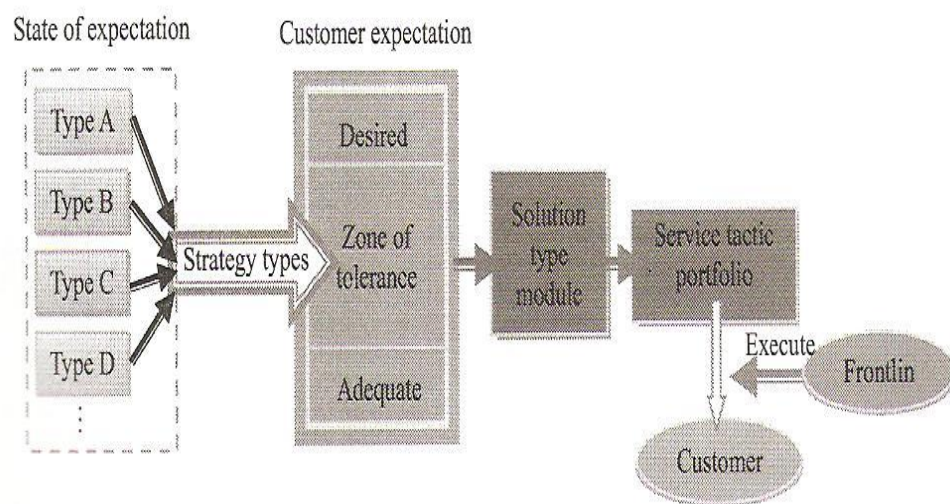 State of expectation
Customer expectation
Type A
Type B
Type C
Type D
Strategy types
Desired
Zone of
tolerance
Adequate
Solution
type
module
Service tactic
portfolio
Execute
Frontlin
Customer